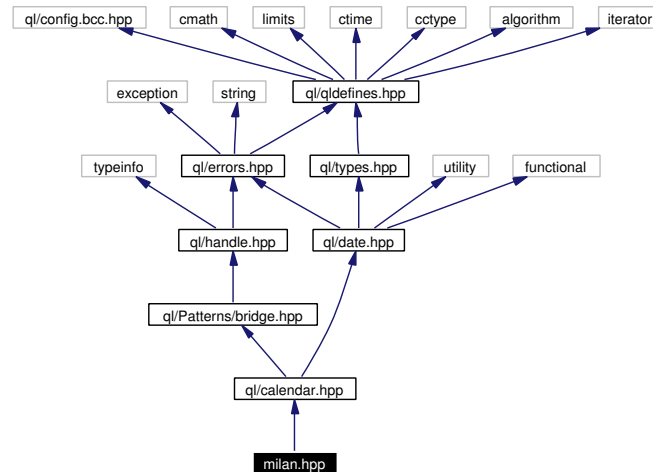 ql/config.bcc.hpp cmath limits ctime cctype algorithm iterator
exception string ql/qldefines.hpp
typeinfo ql/errors.hpp ql/types.hpp utility functional
ql/handle.hpp ql/date.hpp
ql/Patterns/bridge.hpp
ql/calendar.hpp
milan.hpp